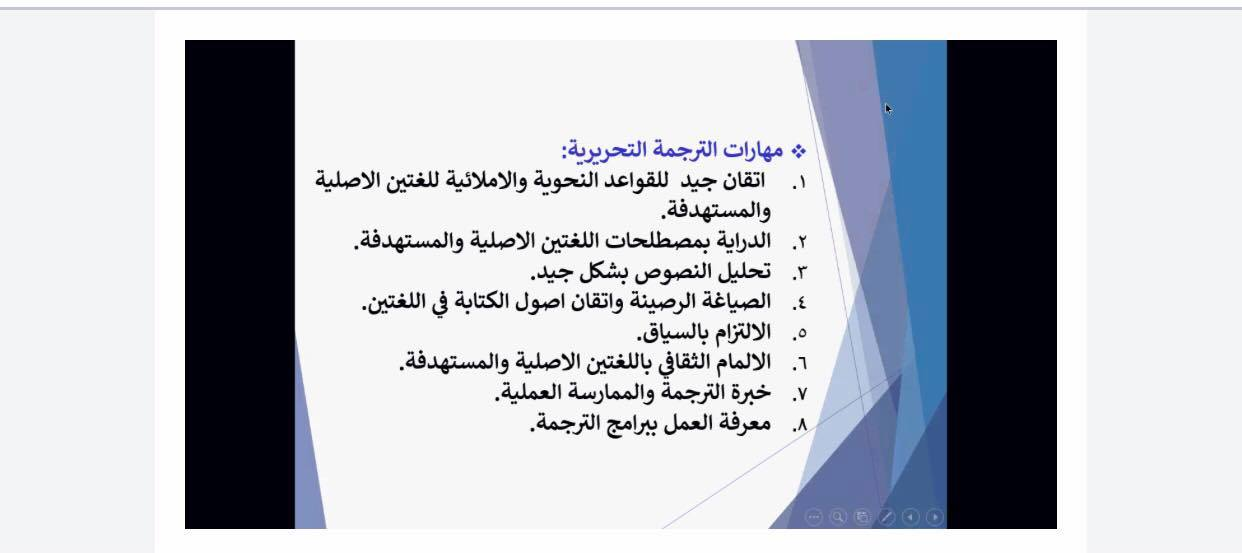 ❖ مهارات الترجمة التحريرية:
١. اتقان جيد للقواعد النحوية والاملائية للغتين الاصلية
والمستهدفة.
٢. الدراية بمصطلحات اللغتين الاصلية والمستهدفة.
٣. تحليل النصوص بشكل جيد.
٤. الصياغة الرصينة واتقان اصول الكتابة في اللغتين.
٥. الالتزام بالسياق.
٦. الالمام الثقافي باللغتين الاصلية والمستهدفة.
٧. خبرة الترجمة والممارسة العملية.
٨. معرفة العمل ببرامج الترجمة.